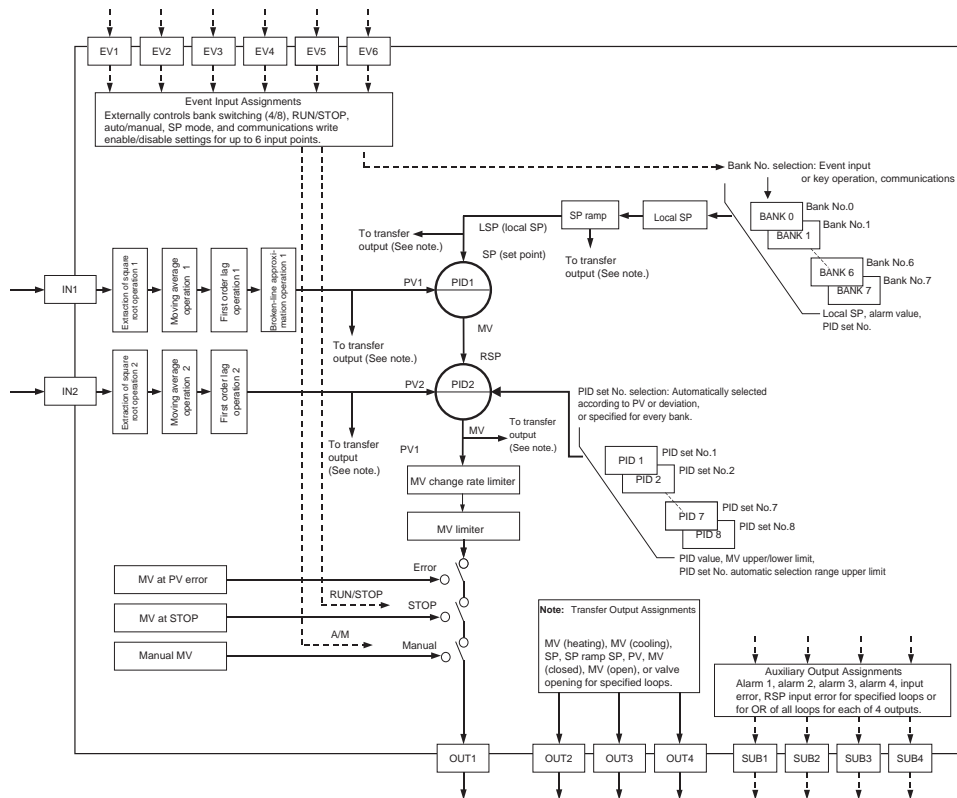 EV1 EV2 EV3 EV4 EV5 EV6
Event Input Assignments
Externally controls bank switching (4/8), RUN/STOP,
auto/manual, SP mode, and communications write
enable/disable settings for up to 6 input points.
Bank No. selection: Event input
or key operation, communications
BANK 0
Bank No.0
BANK 1
Bank No.1
BANK 6
Bank No.6
BANK 7
Bank No.7
Local SP, alarm value,
PID set No.
Local SP
SP ramp
To transfer
output (See note.)
LSP (local SP)
To transfer
output (See note.)
SP (set point)
IN1
Extraction of square
root operation 1
Moving average
operation 1
First order lag
operation 1
Broken-line approxi-
mation operation 1
PV1
PID1
To transfer
output (See note.)
MV
RSP
IN2
Extraction of square
root operation 2
Moving average
operation 2
First order lag
operation 2
PV2
PID2
To transfer
output
(See note.)
MV
To transfer
output
(See note.)
PV1
PID set No. selection: Automatically selected
according to PV or deviation,
or specified for every bank.
PID 1
PID set No.1
PID 2
PID set No.2
PID 7
PID set No.7
PID 8
PID set No.8
PID value, MV upper/lower limit,
PID set No. automatic selection range upper limit
MV change rate limiter
MV limiter
MV at PV error
Error
RUN/STOP
MV at STOP
STOP
A/M
Manual MV
Manual
Note: Transfer Output Assignments
MV (heating), MV (cooling),
SP, SP ramp SP, PV, MV
(closed), MV (open), or valve
opening for specified loops.
Auxiliary Output Assignments
Alarm 1, alarm 2, alarm 3, alarm 4, input
error, RSP input error for specified loops or
for OR of all loops for each of 4 outputs.
OUT1 OUT2 OUT3 OUT4 SUB1 SUB2 SUB3 SUB4